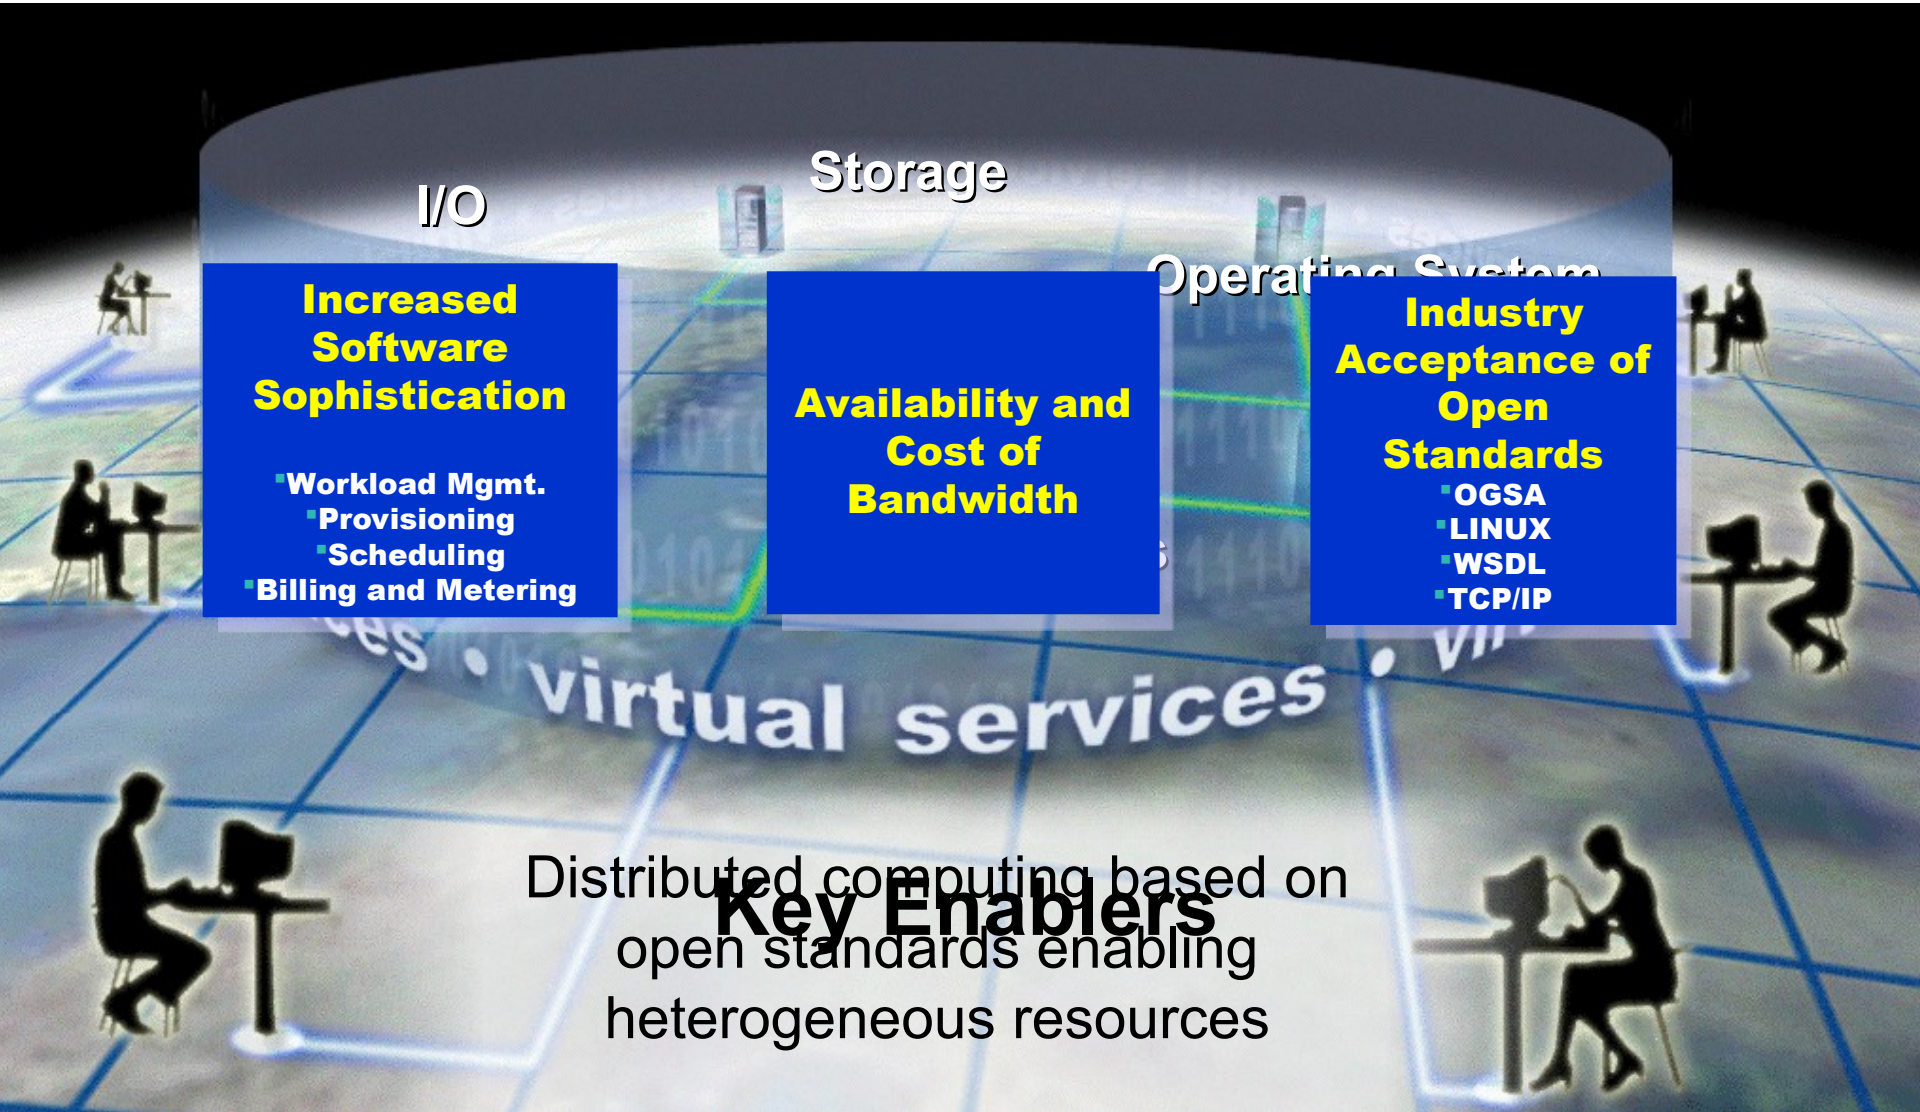 Storage
I/O
Operating System
Increased
Software
Sophistication
▪Workload Mgmt.
▪Provisioning
▪Scheduling
▪Billing and Metering
Availability and
Cost of
Bandwidth
Industry
Acceptance of
Open
Standards
▪OGSA
▪LINUX
▪WSDL
▪TCP/IP
• virtual services •
Distributed computing based on
Key Enablers
open standards enabling
heterogeneous resources